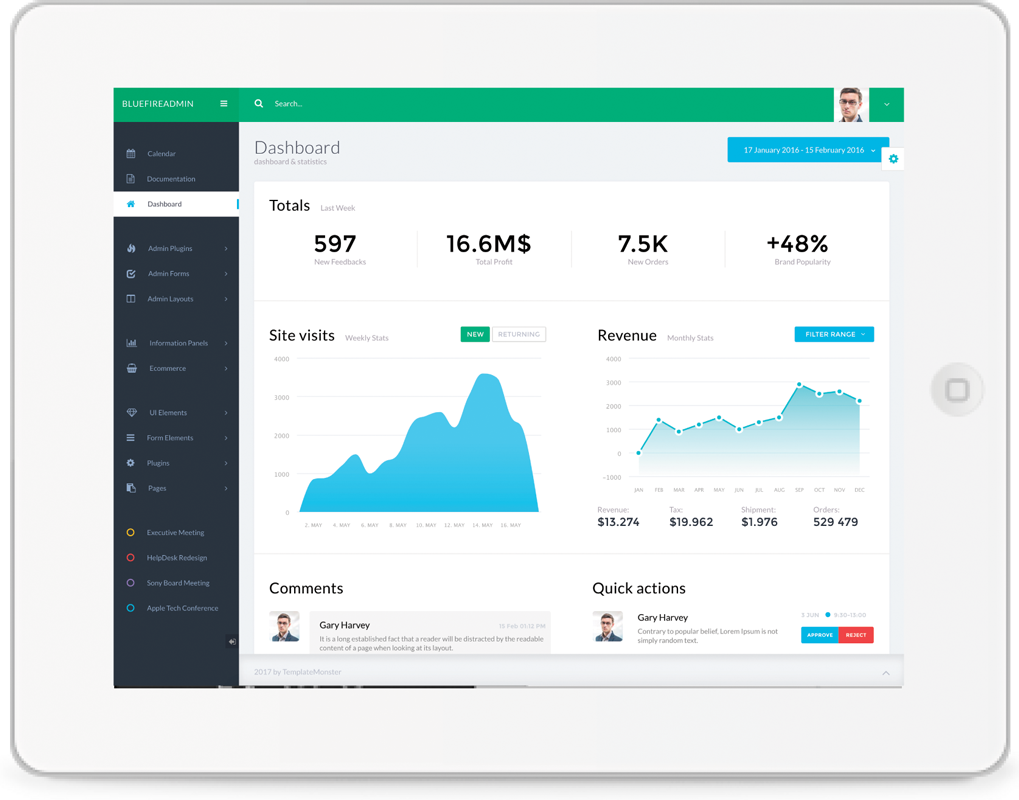 BLUEFIREADMIN
Search...
Calendar
Documentation
Dashboard
Admin Plugins
Admin Forms
Admin Layouts
Information Panels
Ecommerce
UI Elements
Form Elements
Plugins
Pages
Executive Meeting
HelpDesk Redesign
Sony Board Meeting
Apple Tech Conference
Dashboard
dashboard & statistics
17 January 2016 - 15 February 2016
Totals Last Week
597 16.6M$ 7.5K +48%
New Feedbacks Total Profit New Orders Brand Popularity
Site visits Weekly Stats NEW RETURNING
4000
3000
2000
1000
0
2. MAY 4. MAY 6. MAY 8. MAY 10. MAY 12. MAY 14. MAY 16. MAY
Revenue Monthly Stats FILTER RANGE
4000
3000
2000
1000
0
-1000
JAN FEB MAR APR MAY JUN JUL AUG SEP OCT NOV DEC
Revenue: Tax: Shipment: Orders:
$13.274 $19.962 $1.976 529 479
Comments
Gary Harvey 15 Feb 01:12 PM
It is a long established fact that a reader will be distracted by the readable
content of a page when looking at its layout.
Quick actions
Gary Harvey 3 JUN 9:30-13:00
Contrary to popular belief, Lorem Ipsum is not
simply random text.
APPROVE REJECT
2017 by TemplateMonster